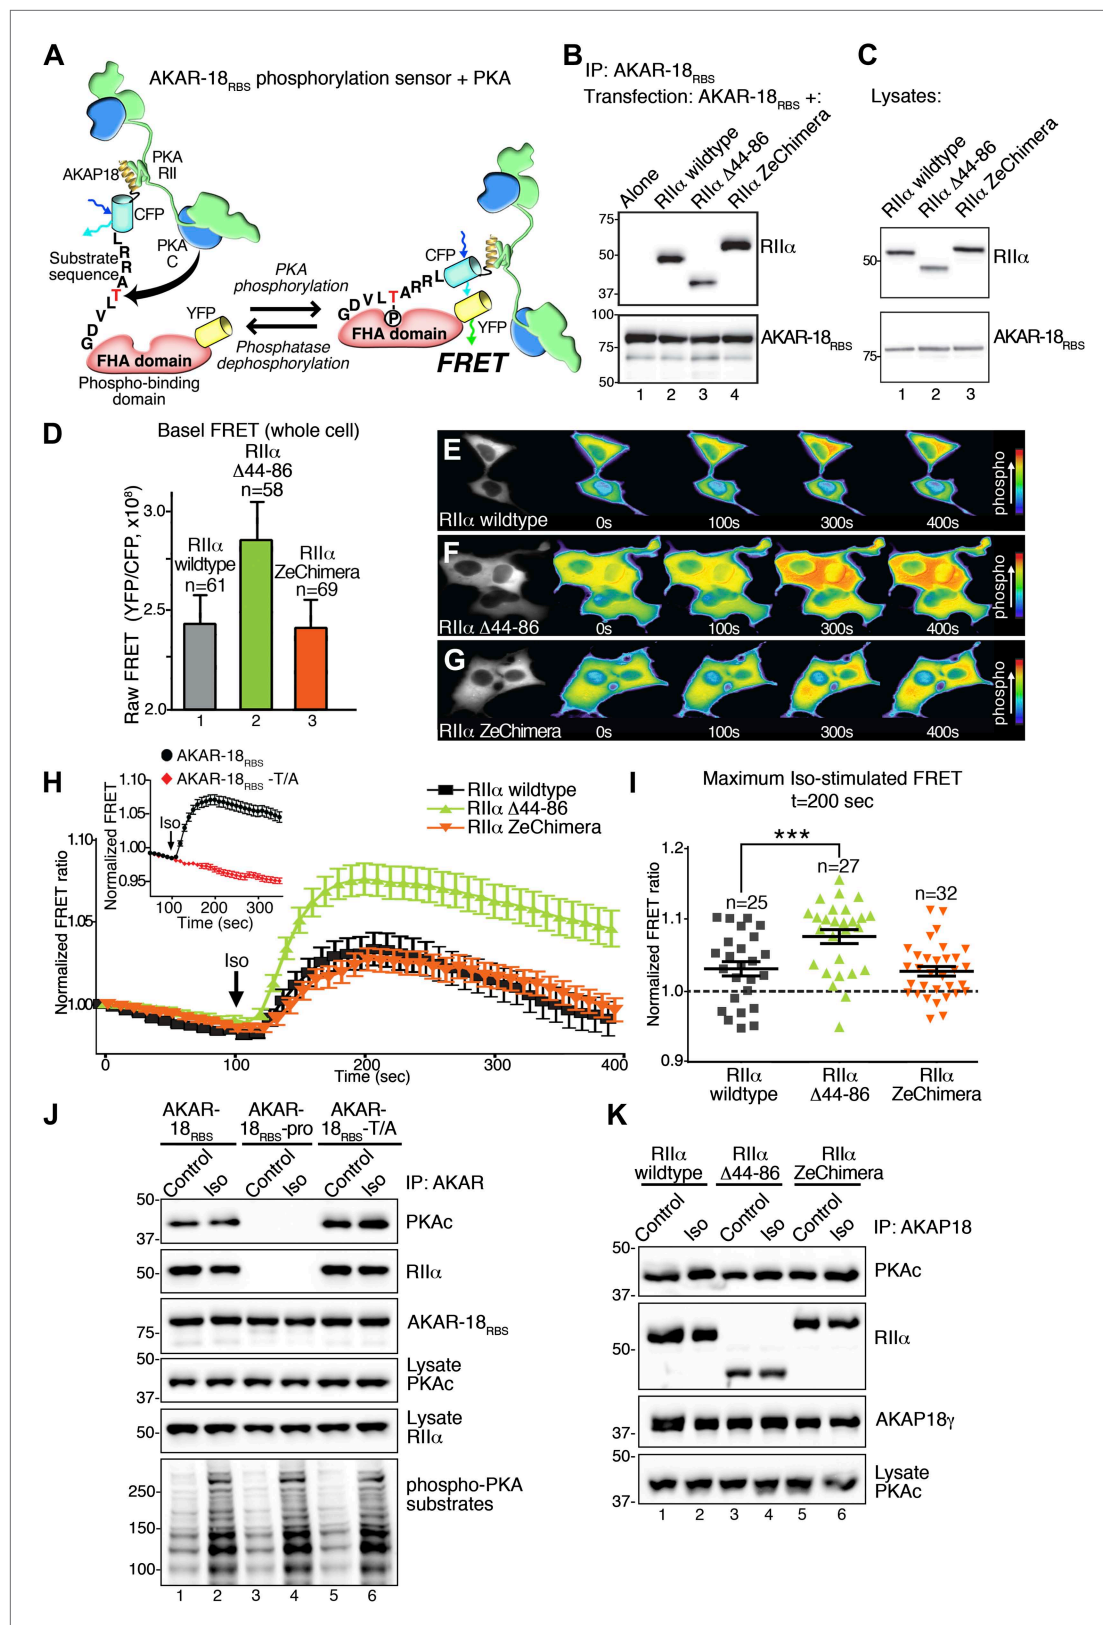 A
AKAR-18RBS phosphorylation sensor + PKA
AKAP18
PKA
RII
CFP
PKA
C
Substrate
sequence
L
R
R
A
T
L
V
D
G
YFP
FHA domain
Phospho-binding
domain
PKA
phosphorylation
Phosphatase
dephosphorylation
CFP
GDVLTARRL
P
FHA domain
YFP
FRET
B
IP: AKAR-18RBS
Transfection: AKAR-18RBS +:
Alone
RIIα wildtype
RIIα Δ44-86
RIIα ZeChimera
75-
50-
37-
RIIα
100
75-
50
AKAR-18RBS
1 2 3 4
C
Lysates:
RIIα wildtype
RIIα Δ44-86
RIIα ZeChimera
50-
RIIα
75-
AKAR-18RBS
1 2 3
D
Basel FRET (whole cell)
Raw FRET (YFP/CFP, x10⁸)
3.0
2.5
2.0
RIIα
wildtype
n=61
RIIα
Δ44-86
n=58
RIIα
ZeChimera
n=69
1 2 3
E
RIIα wildtype
0s 100s 300s 400s
phospho
F
RIIα Δ44-86
0s 100s 300s 400s
phospho
G
RIIα ZeChimera
0s 100s 300s 400s
phospho
H
AKAR-18RBS
AKAR-18RBS-T/A
Normalized FRET
1.10
1.05
1.00
0.95
Iso
100 200 300
Time (sec)
RIIα wildtype
RIIα Δ44-86
RIIα ZeChimera
Normalized FRET ratio
1.10
1.05
1.00
Iso
0 100 200 300 400
Time (sec)
I
Maximum Iso-stimulated FRET
t=200 sec
Normalized FRET ratio
1.2
1.1
1.0
0.9
***
n=25
n=27
n=32
RIIα
wildtype
RIIα
Δ44-86
RIIα
ZeChimera
J
AKAR-
18RBS
AKAR-
18RBS-pro
AKAR-
18RBS-T/A
Control Iso Control Iso Control Iso
IP: AKAR
50-
37-
PKAc
50-
RIIα
75-
AKAR-18RBS
50-
37-
Lysate
PKAc
50-
Lysate
RIIα
250-
150-
100-
phospho-PKA
substrates
1 2 3 4 5 6
K
RIIα
wildtype
RIIα
Δ44-86
RIIα
ZeChimera
Control Iso Control Iso Control Iso
IP: AKAP18
50-
37-
PKAc
50-
RIIα
37-
AKAP18γ
37-
Lysate
PKAc
1 2 3 4 5 6